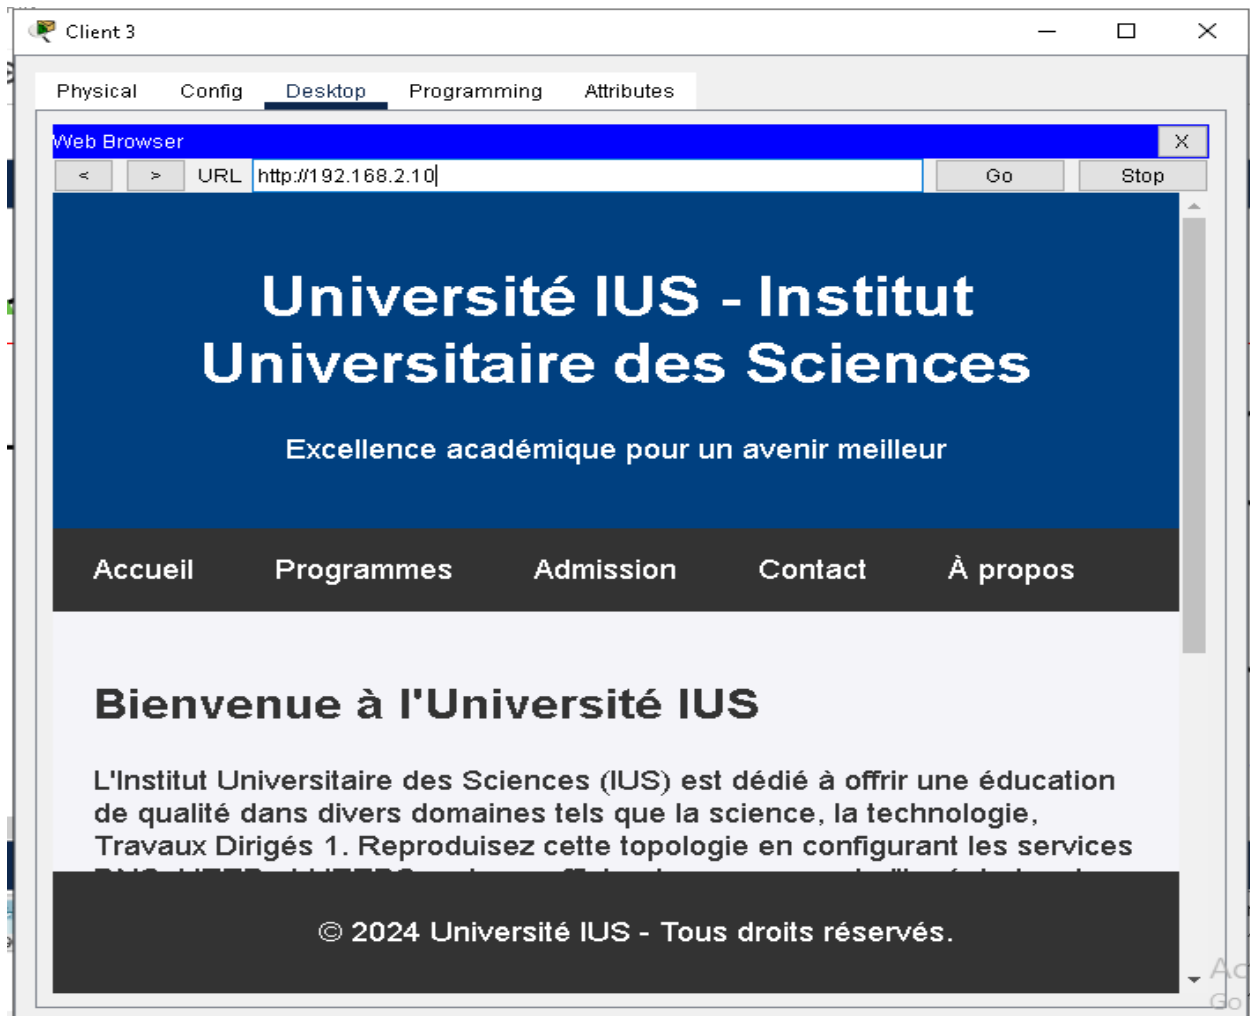 Client 3
Physical Config Desktop Programming Attributes
Web Browser X
< > URL http://192.168.2.10 Go Stop
Université IUS - Institut
Universitaire des Sciences
Excellence académique pour un avenir meilleur
Accueil Programmes Admission Contact À propos
Bienvenue à l'Université IUS
L'Institut Universitaire des Sciences (IUS) est dédié à offrir une éducation
de qualité dans divers domaines tels que la science, la technologie,
Travaux Dirigés 1. Reproduisez cette topologie en configurant les services
© 2024 Université IUS - Tous droits réservés.
Go